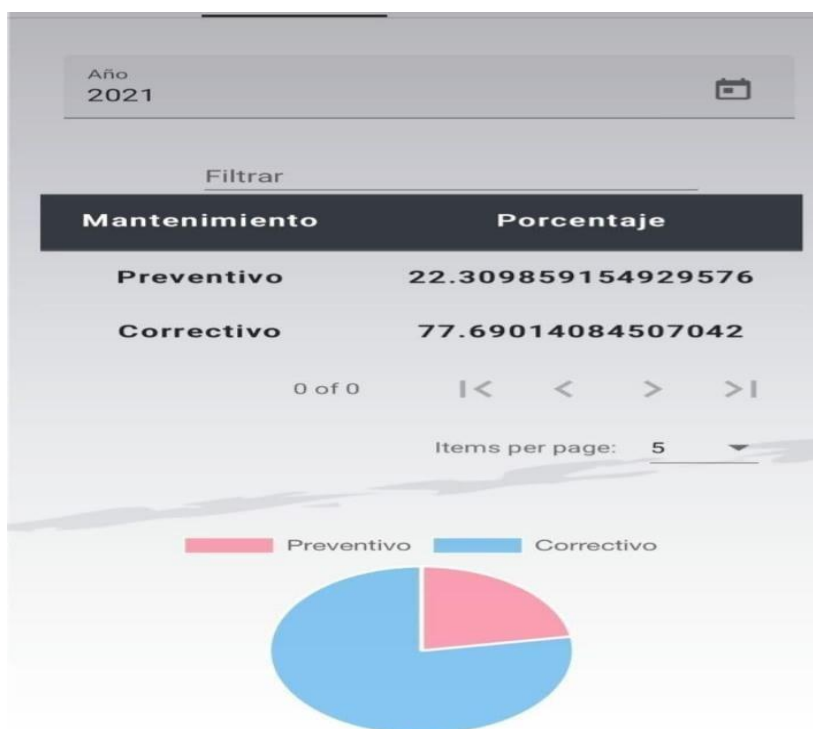 Año
2021
Filtrar
Mantenimiento Porcentaje
Preventivo 22.309859154929576
Correctivo 77.69014084507042
0 of 0
Items per page: 5
Preventivo Correctivo